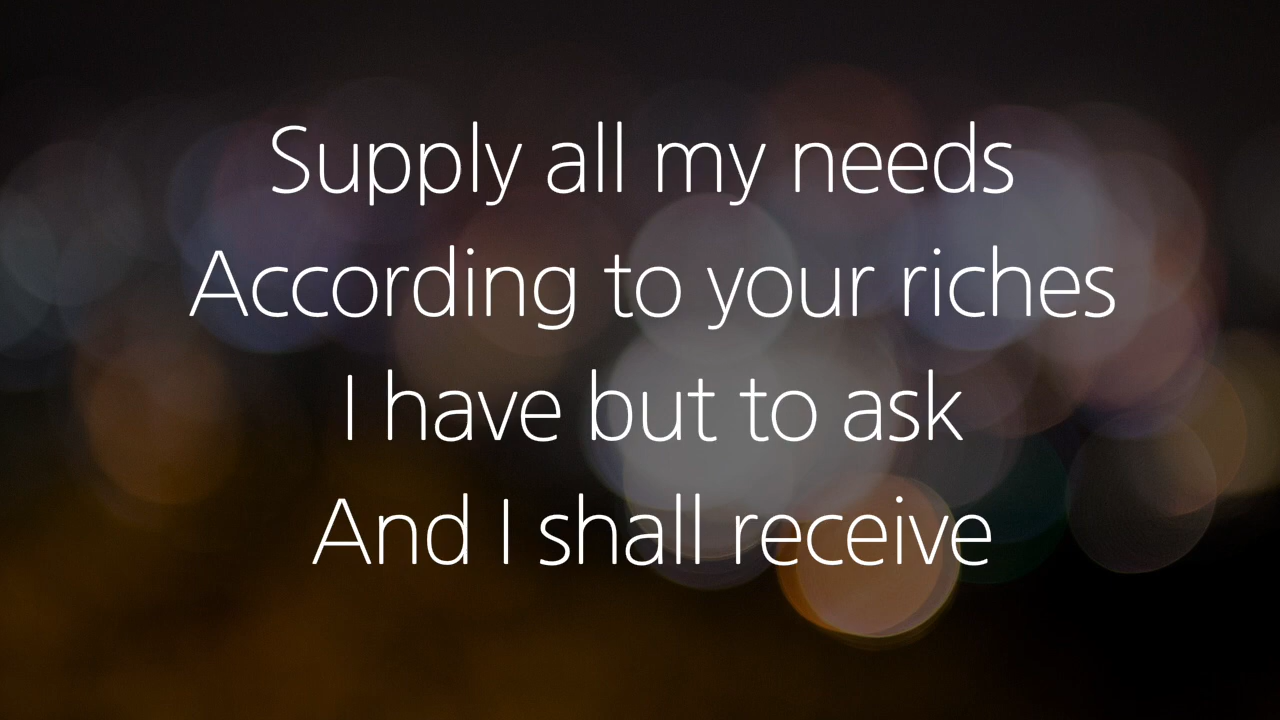 Supply all my needs
According to your riches
I have but to ask
And I shall receive